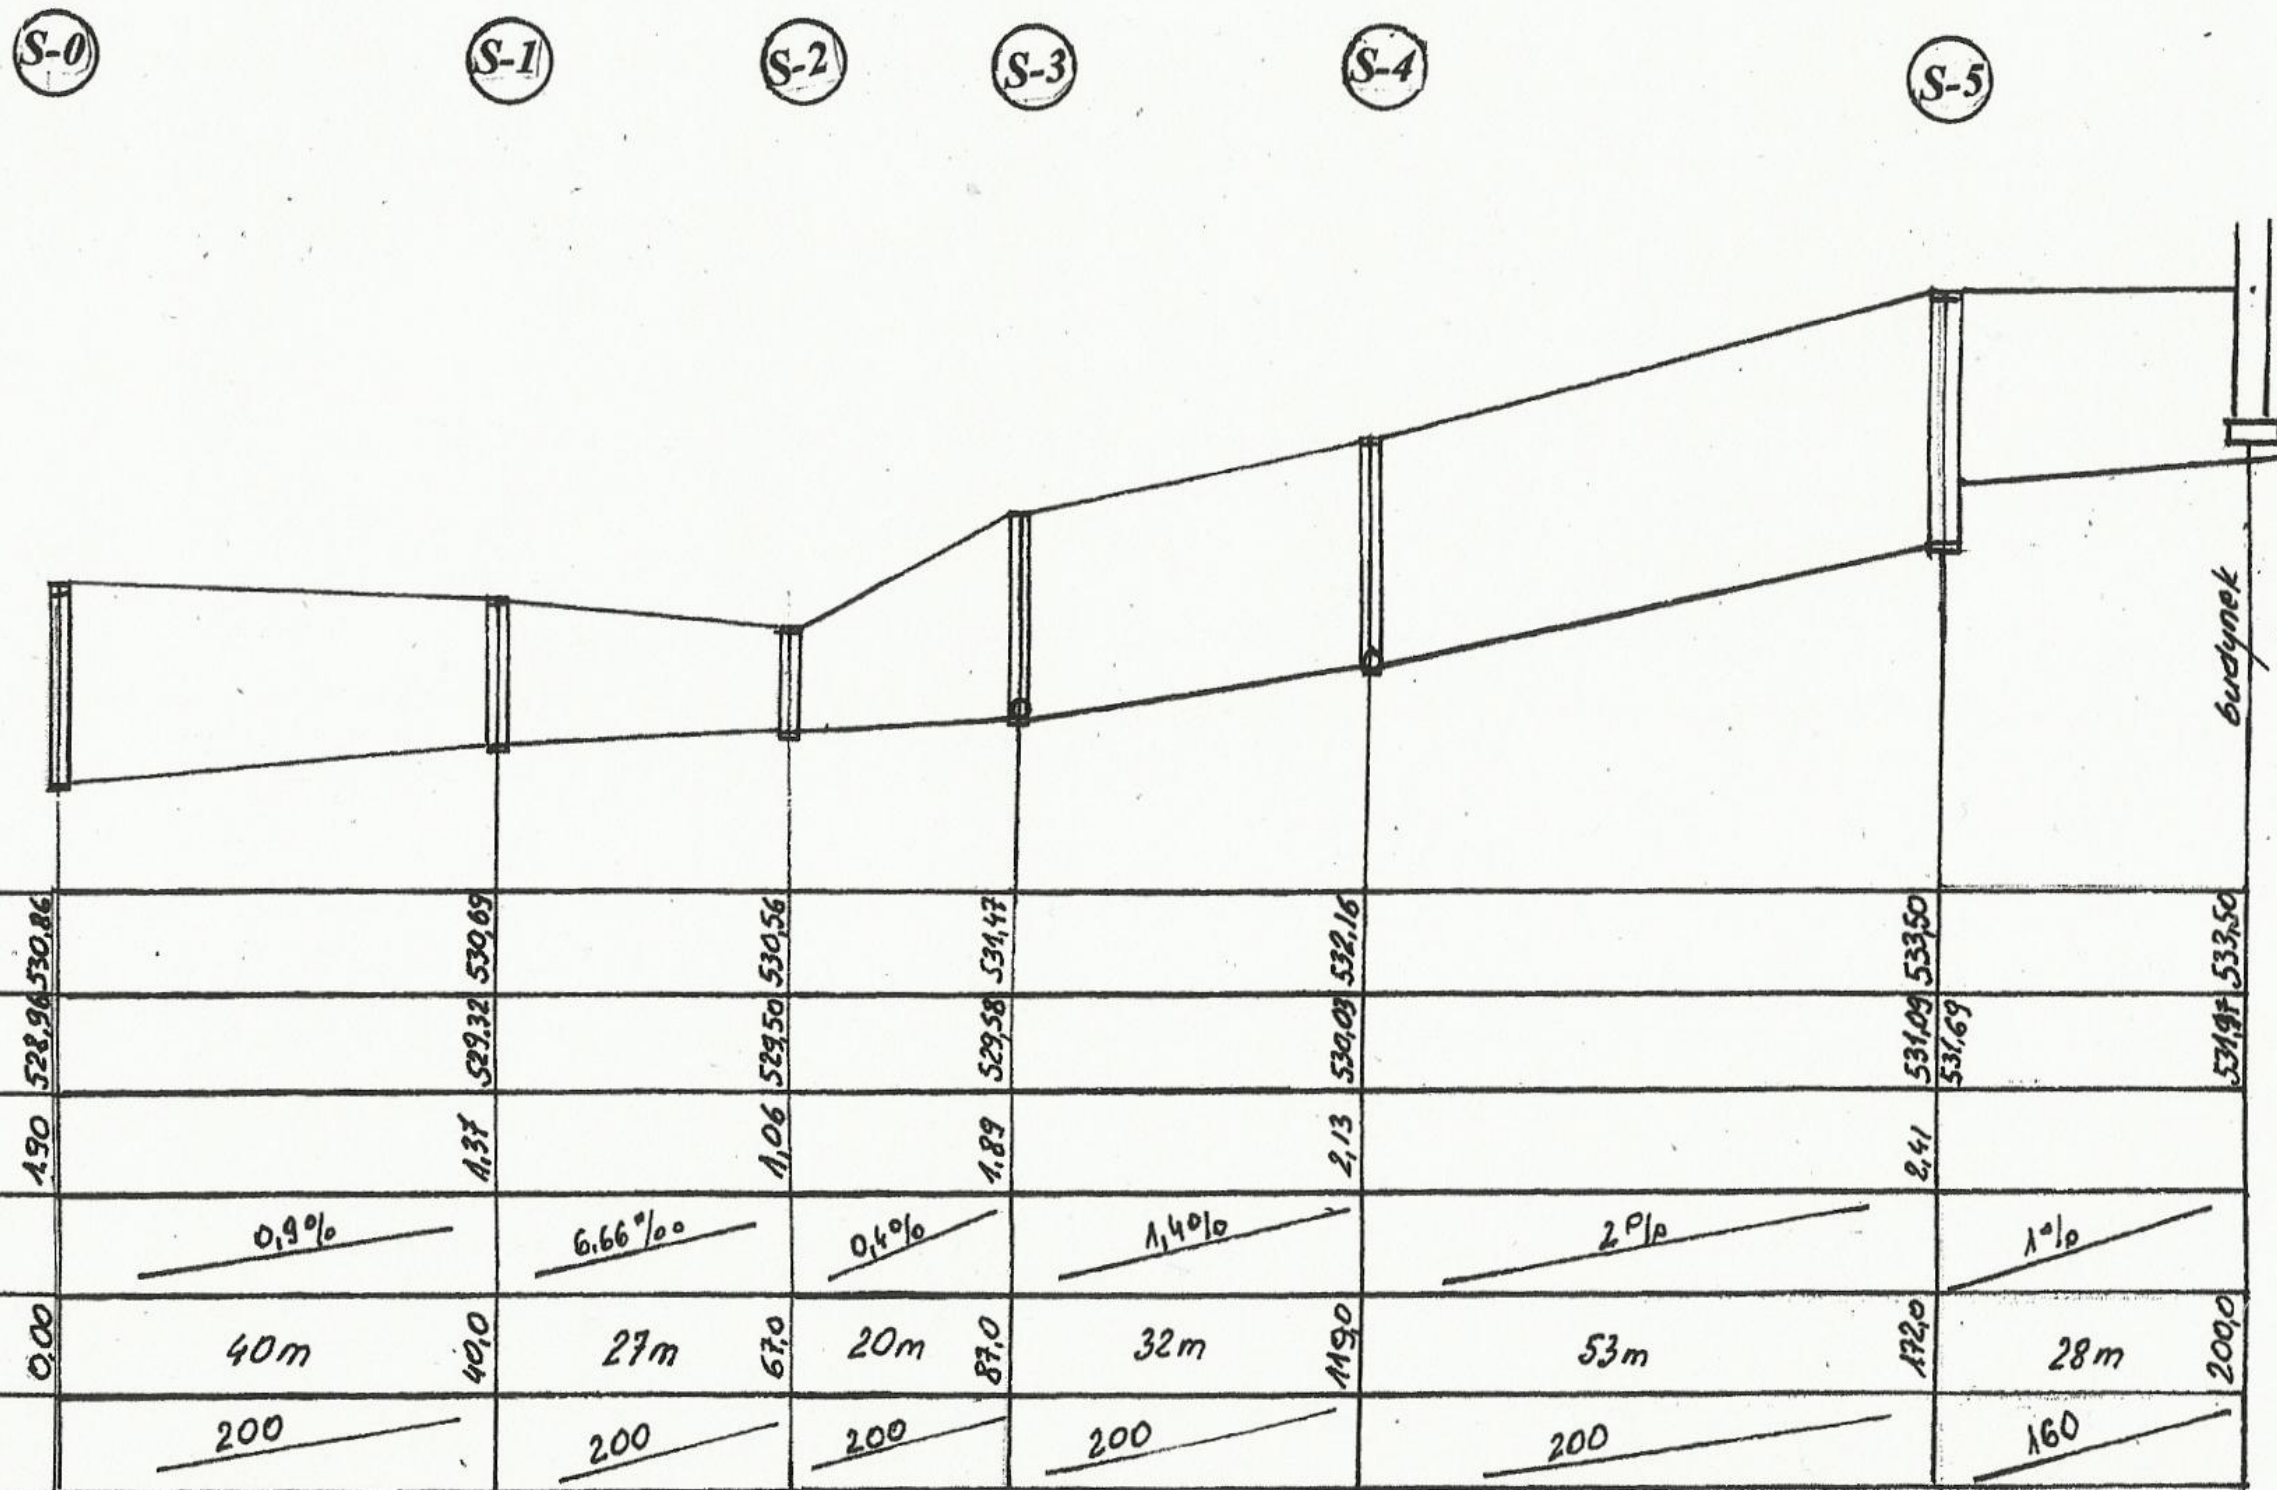 S-0 S-1 S-2 S-3 S-4 S-5
budynek
530,86 530,69 530,56 531,47 532,16 533,50 533,50
528,96 529.32 529,50 529,58 530,03 531,09 531,69 531,97
1.90 1,37 1,06 1.89 2,13 2,41
0,9% 6.66‰ 0,4% 1,4% 2% 1%
0,00 40m 40,0 27m 67,0 20m 87,0 32m 119,0 53m 172,0 28m 200,0
200 200 200 200 200 160